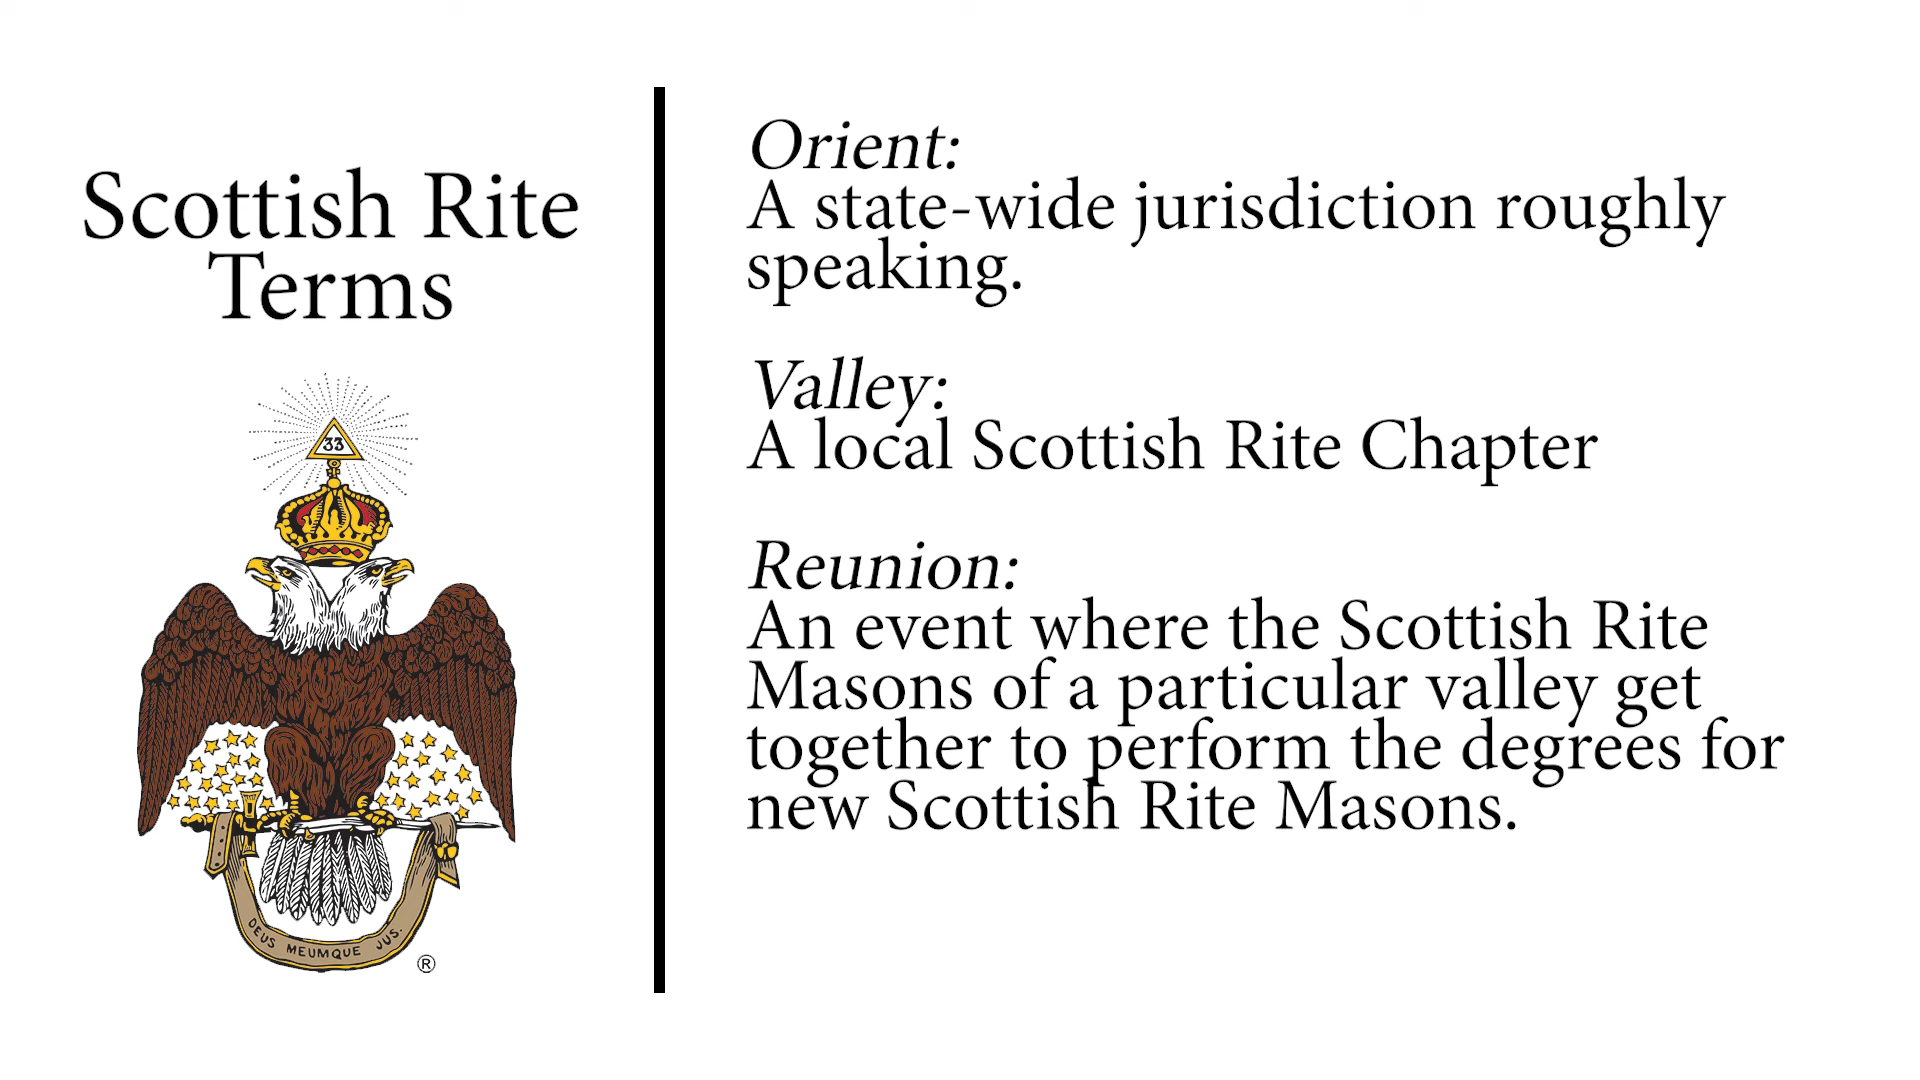 Scottish Rite
Terms
33
DEUS MEUMQUE JUS.
®
Orient:
A state-wide jurisdiction roughly
speaking.
Valley:
A local Scottish Rite Chapter
Reunion:
An event where the Scottish Rite
Masons of a particular valley get
together to perform the degrees for
new Scottish Rite Masons.